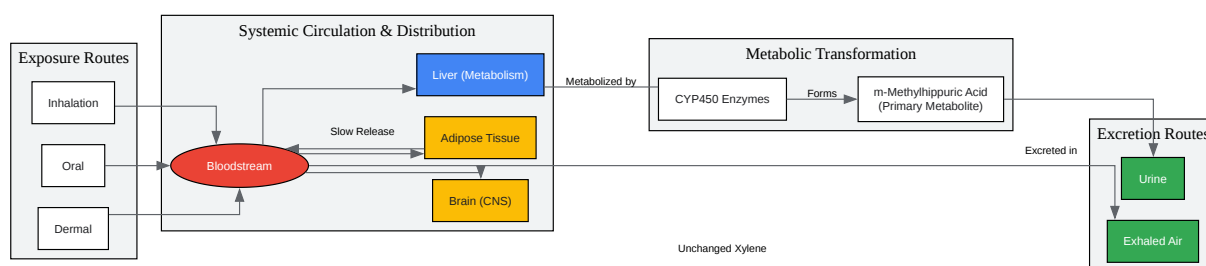 Exposure Routes
Inhalation
Oral
Dermal
Systemic Circulation & Distribution
Liver (Metabolism)
Slow Release
Adipose Tissue
Bloodstream
Brain (CNS)
Metabolized by
Metabolic Transformation
CYP450 Enzymes
Forms
m-Methylhippuric Acid
(Primary Metabolite)
Excretion Routes
Excreted in
Urine
Exhaled Air
Unchanged Xylene